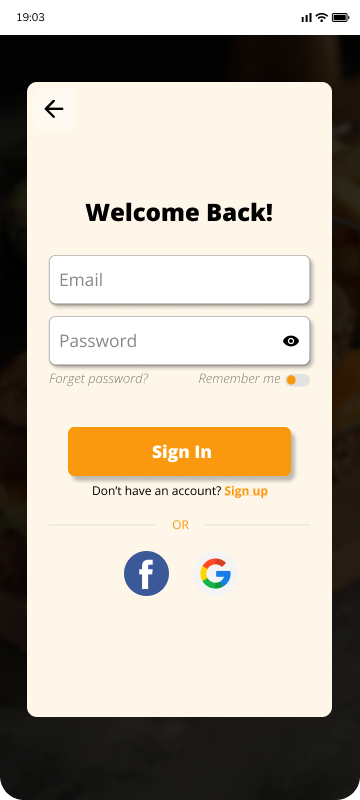 19:03
Welcome Back!
Email
Password
Forget password? Remember me
Sign In
Don't have an account? Sign up
OR